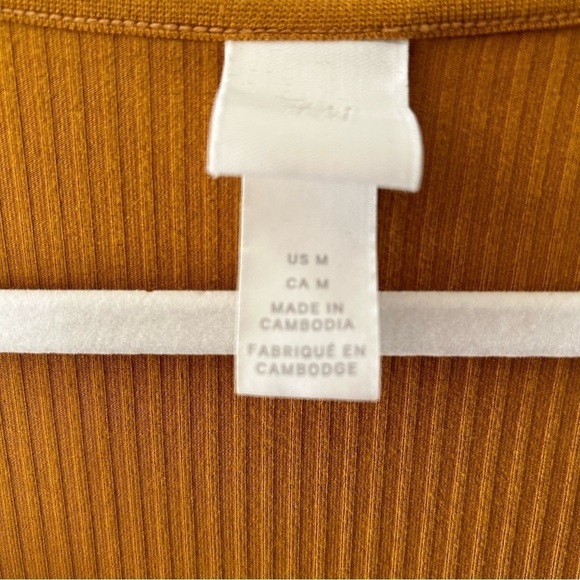 US M
CA M
MADE IN
CAMBODIA
FABRIQUÉ EN
CAMBODGE